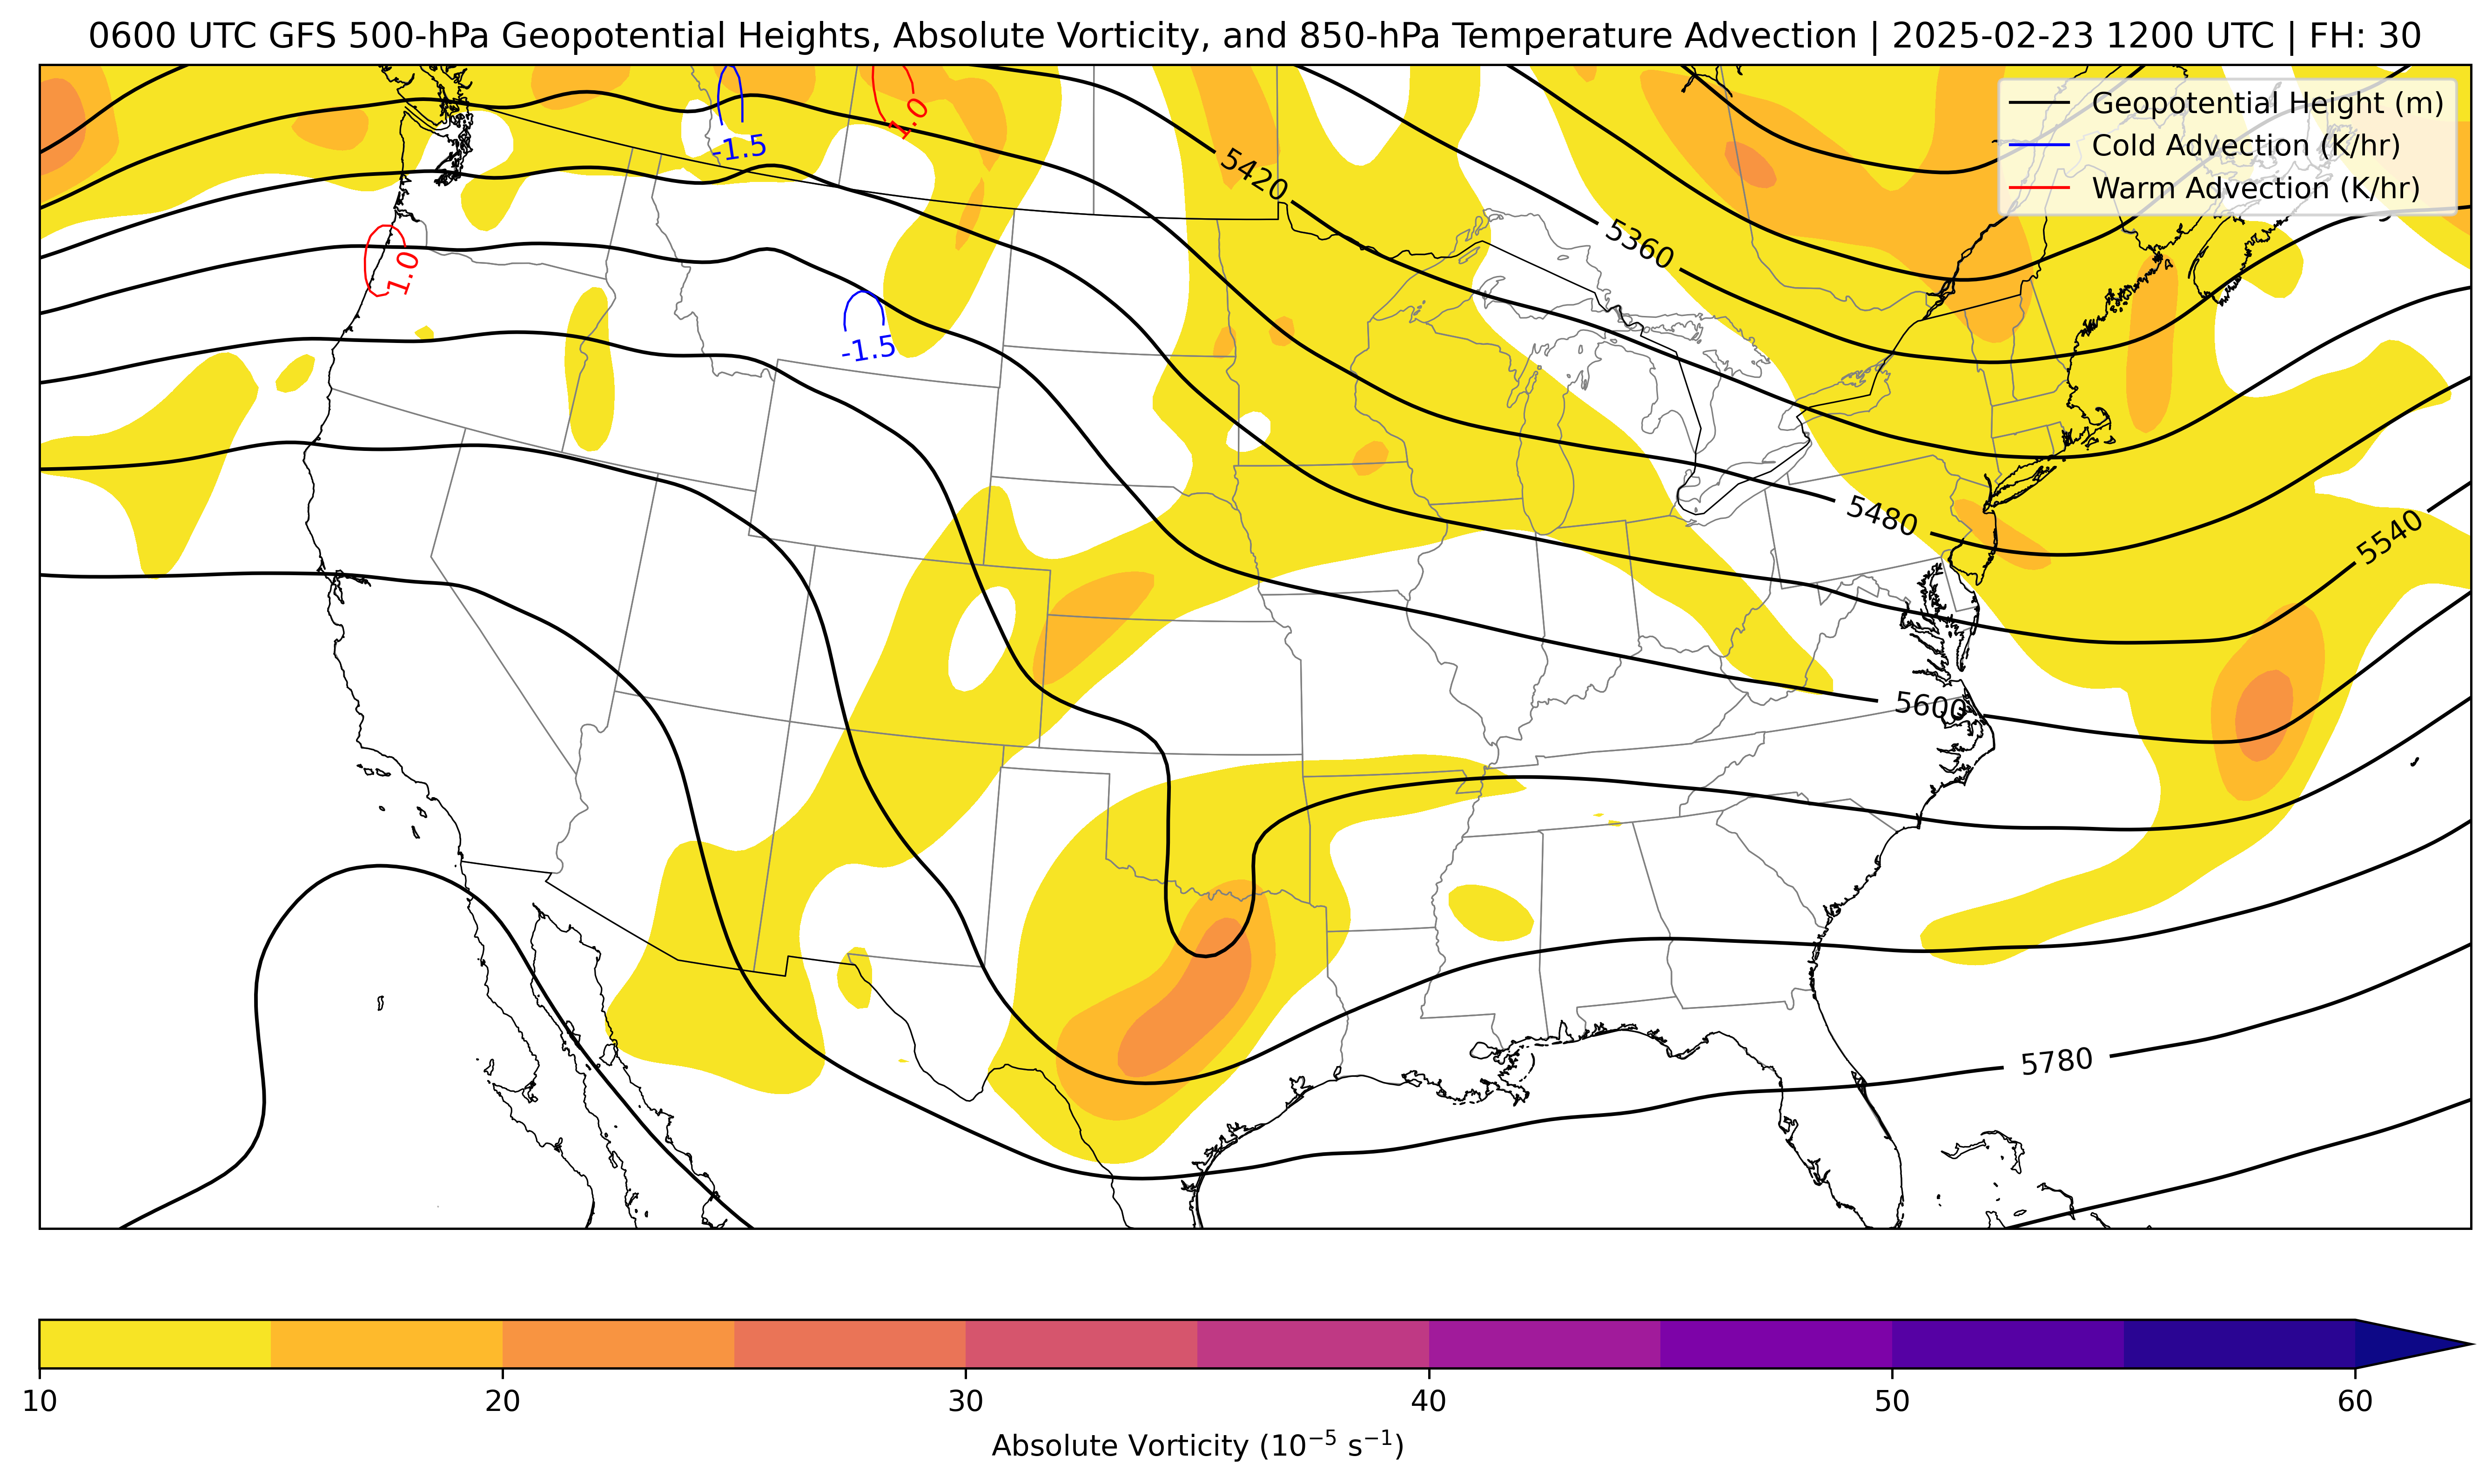 0600 UTC GFS 500-hPa Geopotential Heights, Absolute Vorticity, and 850-hPa Temperature Advection | 2025-02-23 1200 UTC | FH: 30
Geopotential Height (m)
Cold Advection (K/hr)
Warm Advection (K/hr)
1.0
-1.5
5420
5360
1.0
-1.5
5480
5540
5600
5780
10 20 30 40 50 60
Absolute Vorticity (10⁻⁵ s⁻¹)